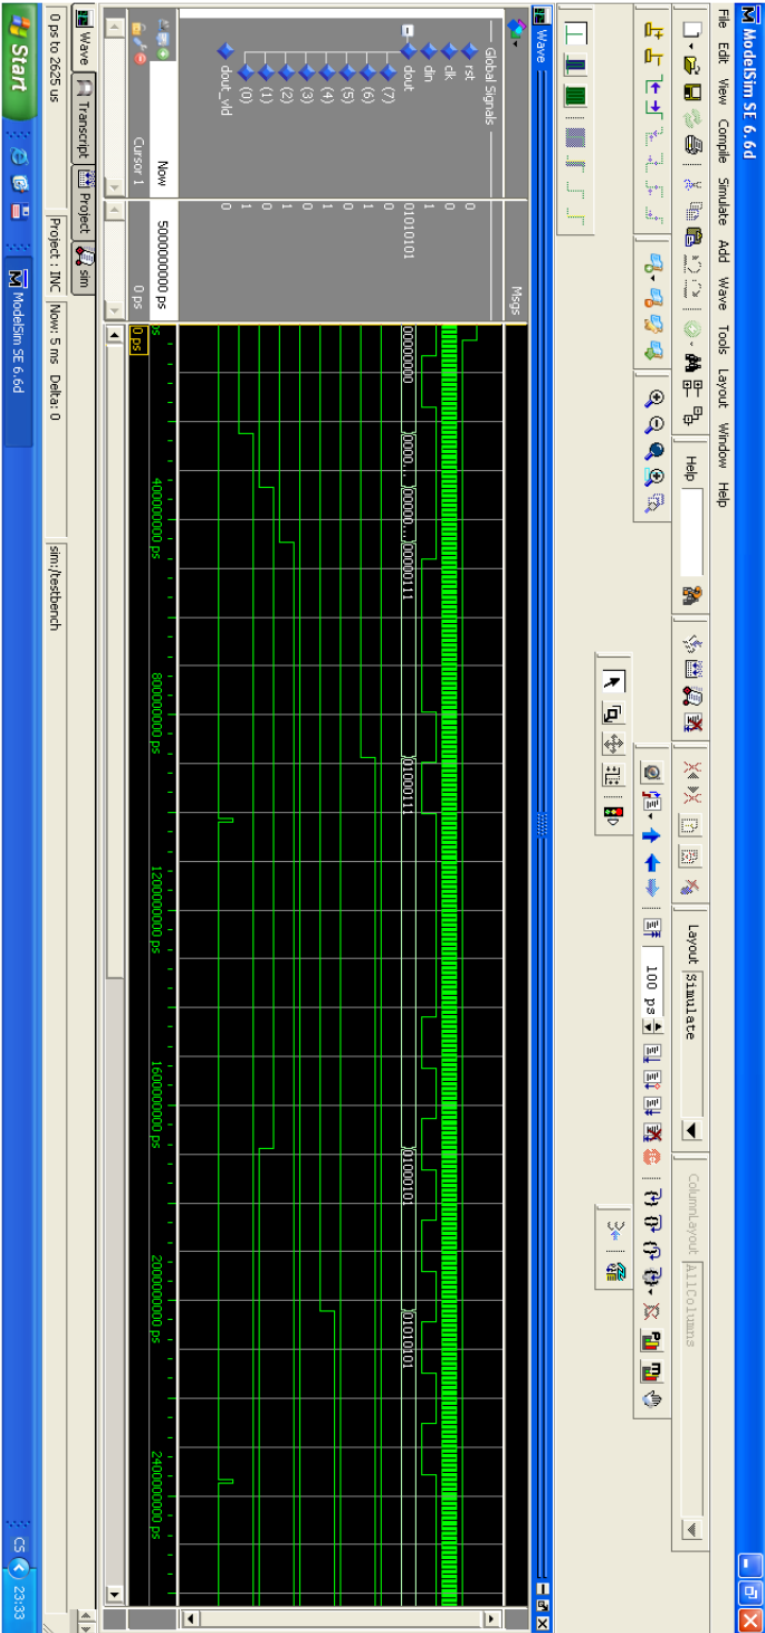 ModelSim SE 6.6d
File Edit View Compile Simulate Add Wave Tools Layout Window Help
Help
Layout Simulate
ColumnLayout AllColumns
100 ps
Wave
Msgs
Global Signals
rst 0
clk 0
din 1
dout 01010101 00000000 0000... 00000... 00000111 01000111 01000101 01010101
(7) 0
(6) 1
(5) 0
(4) 1
(3) 0
(2) 1
(1) 0
(0) 1
dout_vld 0
Now 5000000000 ps
400000000 ps 800000000 ps 1200000000 ps 1600000000 ps 2000000000 ps 2400000000 ps
Cursor 1 0 ps 0 ps
Wave Transcript Project sim
0 ps to 2625 us Project : INC Now: 5 ms Delta: 0 sim:/testbench
Start ModelSim SE 6.6d CS 23:33